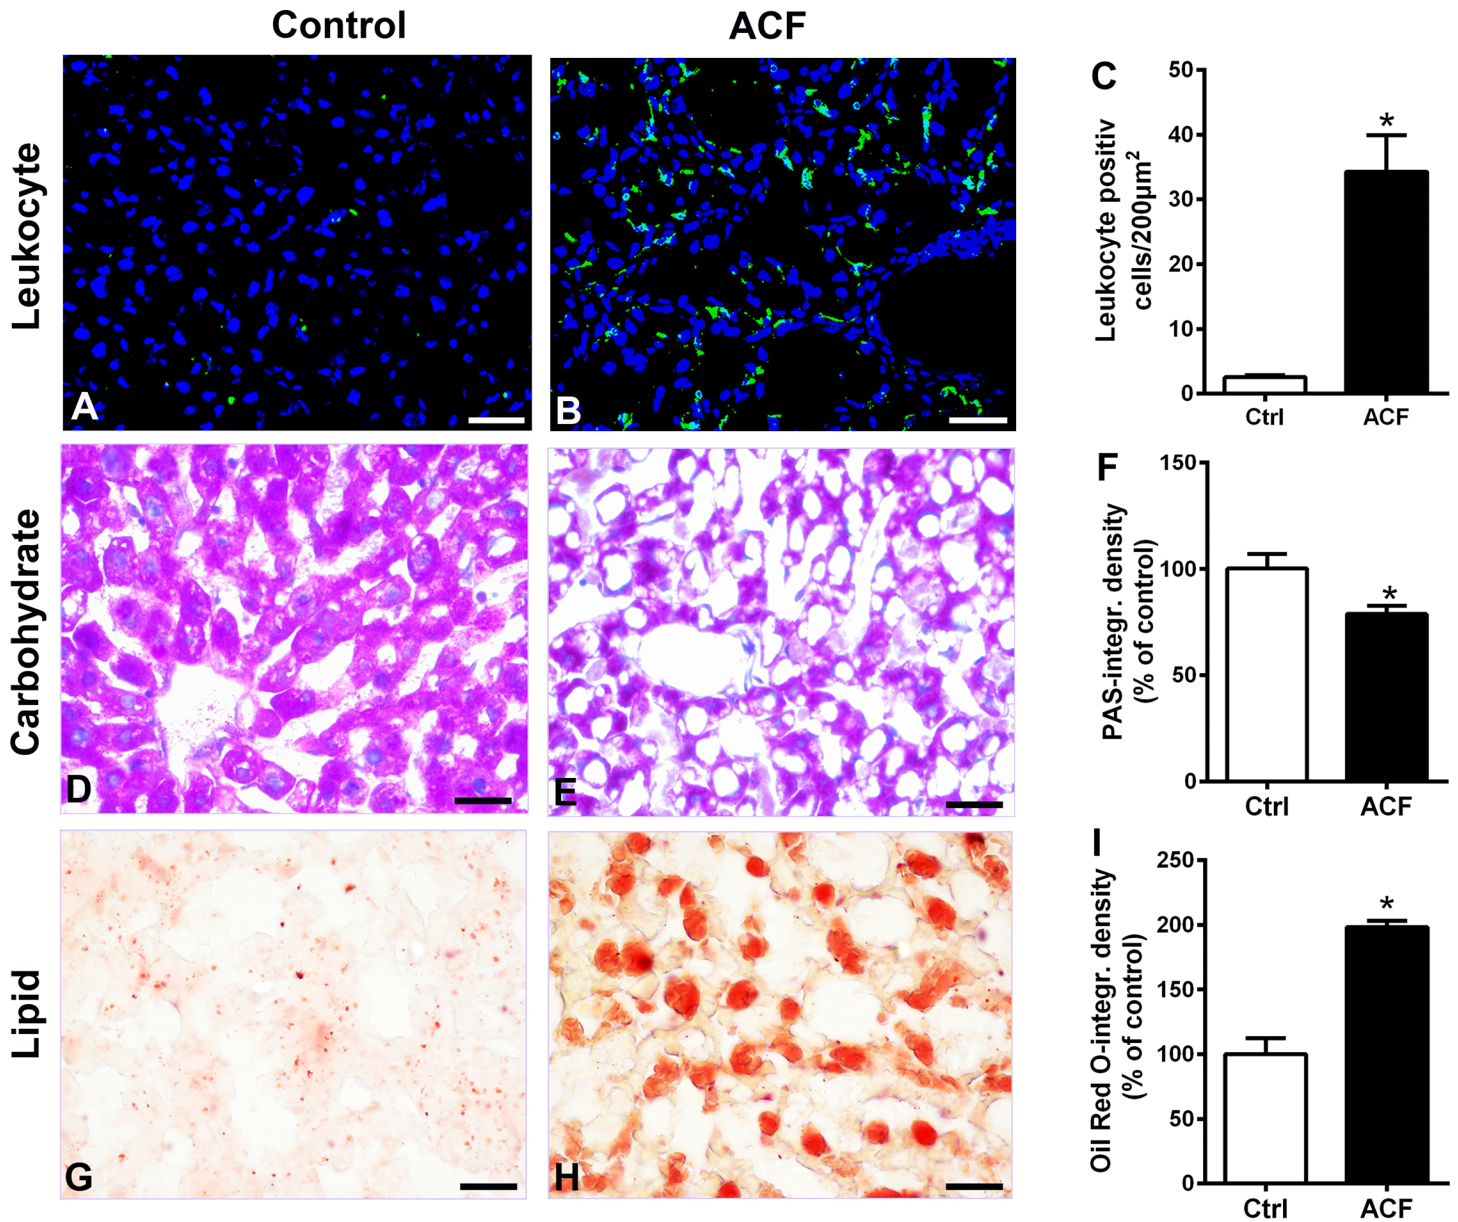 Control
ACF
Leukocyte
A
B
C
Leukocyte positiv
cells/200µm2
50
40
30
20
10
0
*
Ctrl
ACF
Carbohydrate
D
E
F
PAS-integr. density
(% of control)
150
100
50
0
*
Ctrl
ACF
Lipid
G
H
I
Oil Red O-integr. density
(% of control)
250
200
150
100
50
0
*
Ctrl
ACF